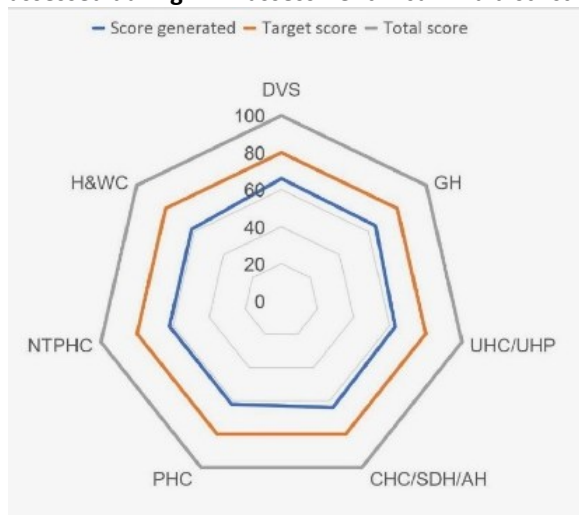 Score generated Target score Total score
DVS
100
80
H&WC
GH
60
40
20
0
NTPHC
UHC/UHP
PHC
CHC/SDH/AH